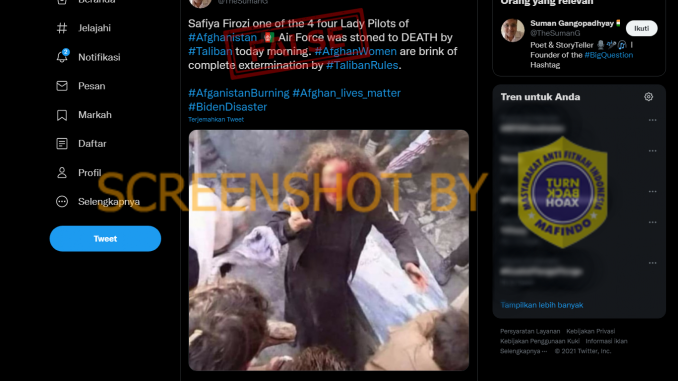 Beranda
Jelajahi
2
Notifikasi
Pesan
Markah
Daftar
Profil
Selengkapnya
Tweet
@TheSumanG
Safiya Firozi one of the 4 four Lady Pilots of
#Afghanistan Air Force was stoned to DEATH by
#Taliban today morning. #AfghanWomen are brink of
complete extermination by #TalibanRules.
#AfganistanBurning #Afghan_lives_matter
#BidenDisaster
Terjemahkan Tweet
FALSE
SCREENSHOT BY
Orang yang relevan
Suman Gangopadhyay
@TheSumanG
Ikuti
Poet & StoryTeller | 
Founder of the #BigQuestion
Hashtag
Tren untuk Anda
MASYARAKAT ANTI FITNAH INDONESIA
TURN
BACK
HOAX
MAFINDO
Tampilkan lebih banyak
Persyaratan Layanan Kebijakan Privasi
Kebijakan Penggunaan Kuki Informasi Iklan
Selengkapnya ··· © 2021 Twitter, Inc.